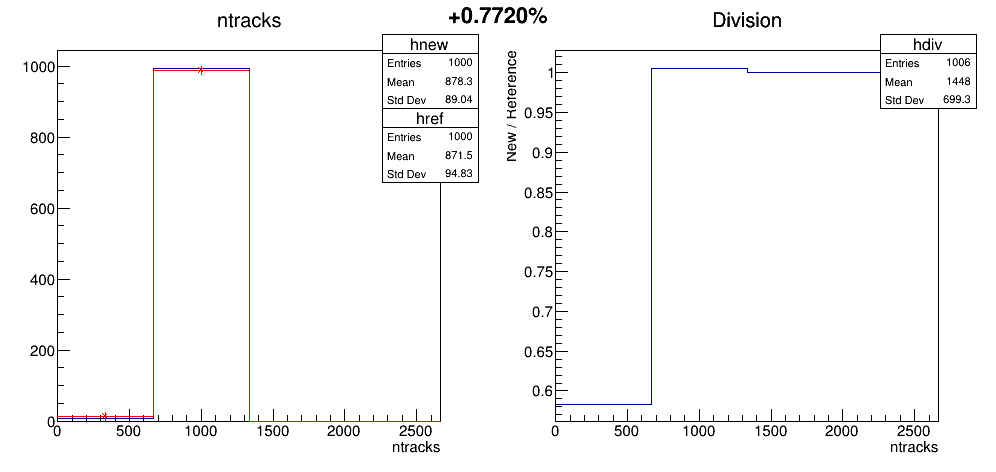 +0.7720%
ntracks
hnew
Entries 1000
Mean 878.3
Std Dev 89.04
href
Entries 1000
Mean 871.5
Std Dev 94.83
1000
800
600
400
200
0
0 500 1000 1500 2000 2500
ntracks
Division
hdiv
Entries 1006
Mean 1448
Std Dev 699.3
New / Reference
1
0.95
0.9
0.85
0.8
0.75
0.7
0.65
0.6
0 500 1000 1500 2000 2500
ntracks